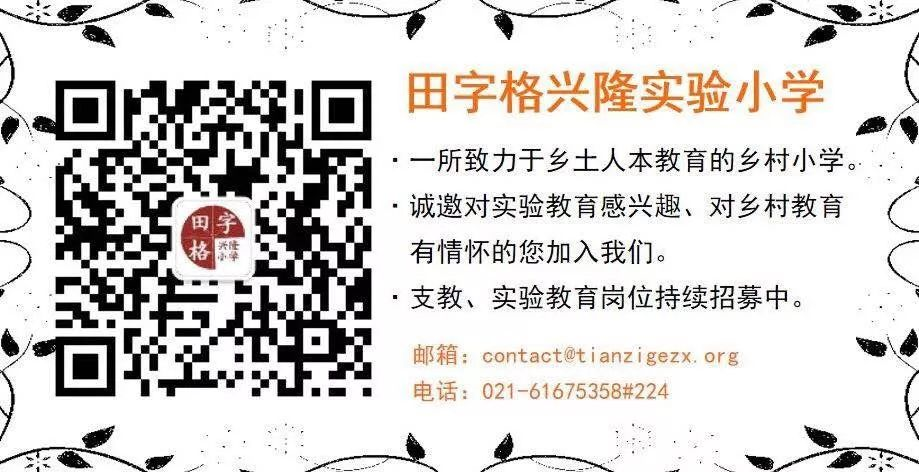 田字格兴隆实验小学
·一所致力于乡土人本教育的乡村小学。
·诚邀对实验教育感兴趣、对乡村教育
有情怀的您加入我们。
·支教、实验教育岗位持续招募中。
邮箱：contact@tianzigezx.org
电话：021-61675358#224
田字
格
兴隆
小学